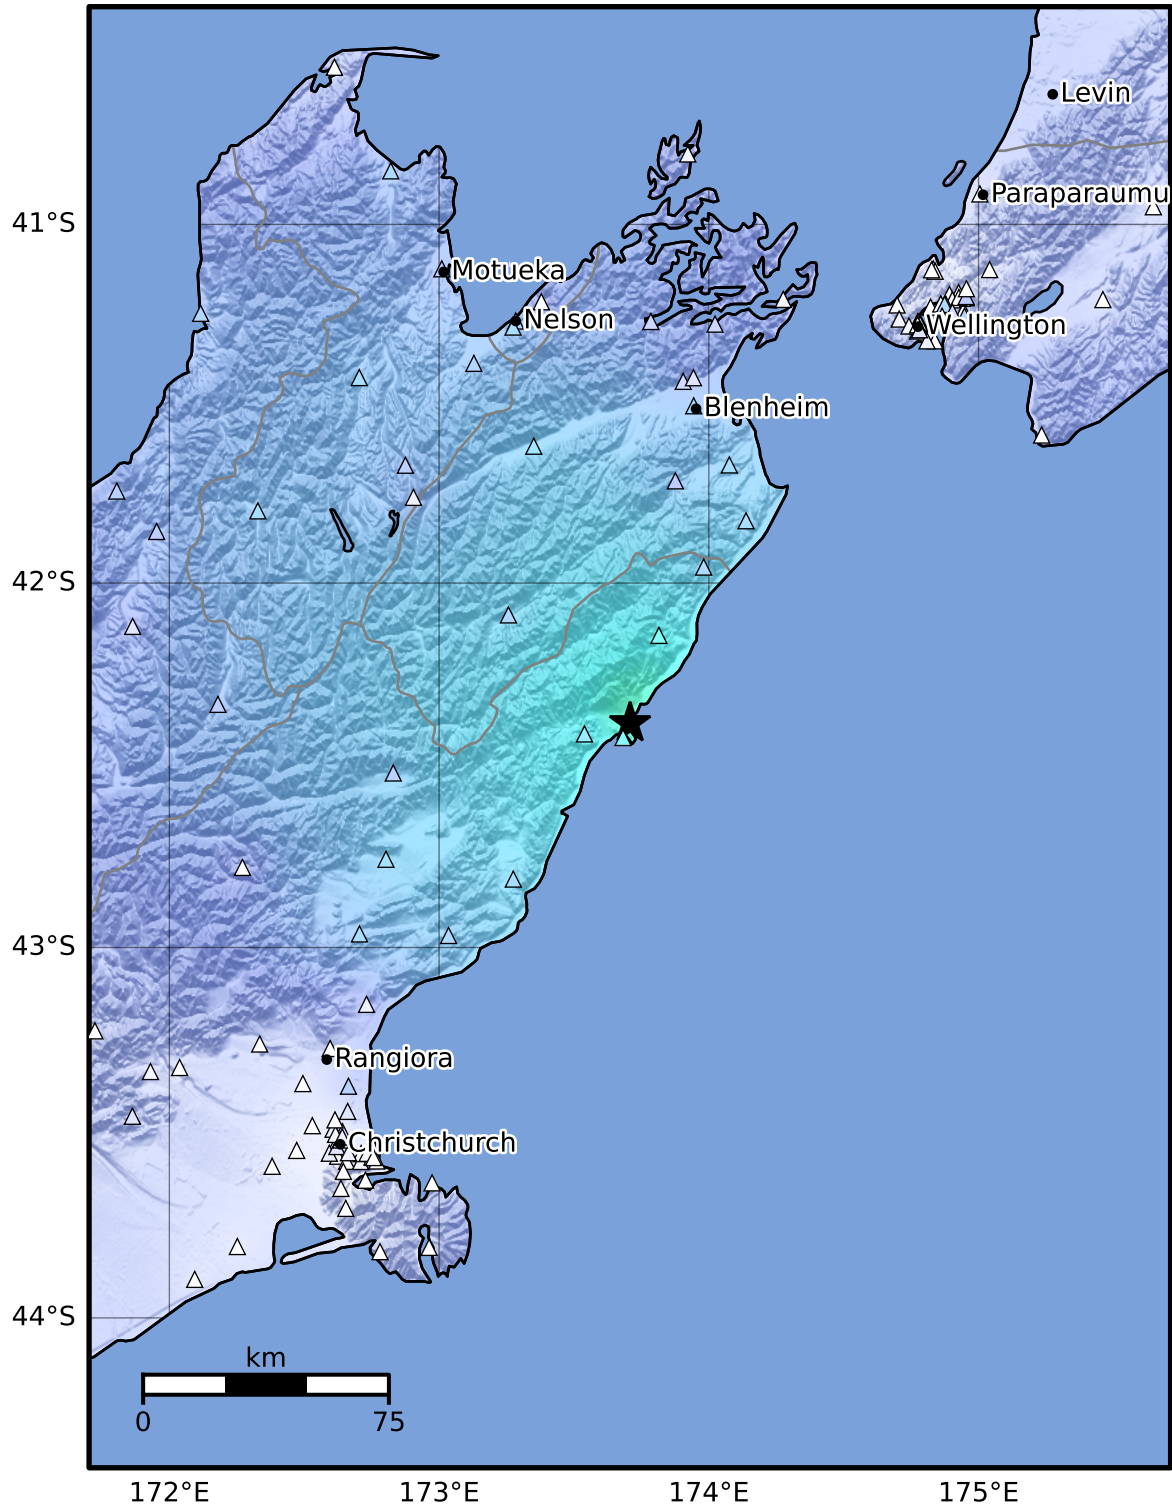 Levin
Paraparaumu
41°S
Motueka
Nelson
Wellington
Blenheim
42°S
43°S
Rangiora
Christchurch
44°S
km
0 75
172°E 173°E 174°E 175°E